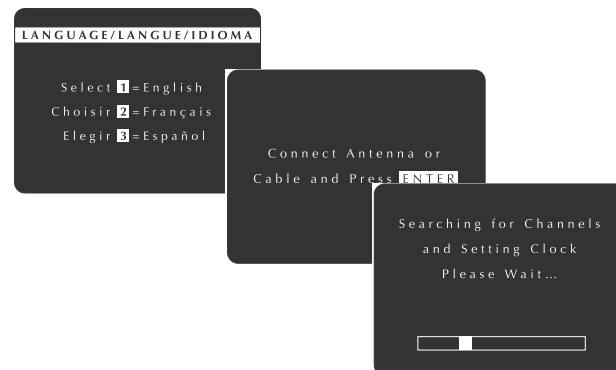 LANGUAGE/LANGUE/IDIOMA
Select 1=English
Choisir 2=Français
Elegir 3=Español
Connect Antenna or
Cable and Press ENTER
Searching for Channels
and Setting Clock
Please Wait…